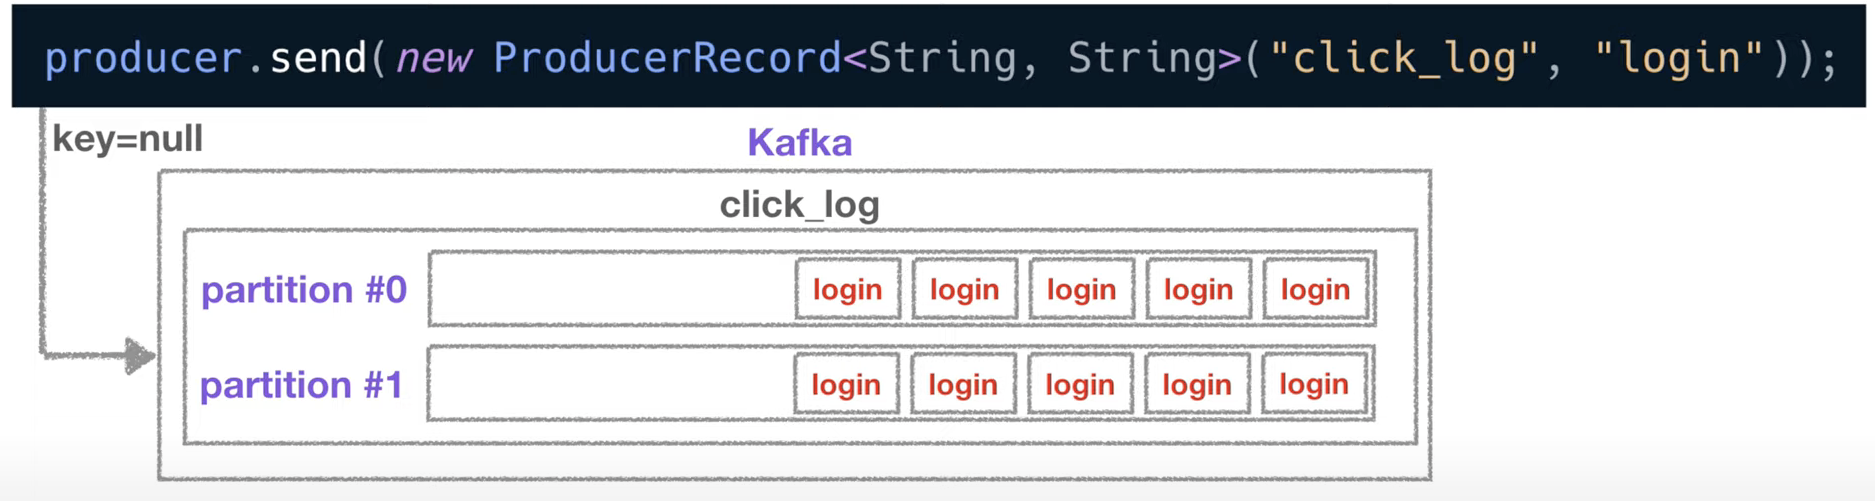 producer.send(new ProducerRecord<String, String>("click_log", "login"));
key=null
Kafka
click_log
partition #0 login login login login login
partition #1 login login login login login